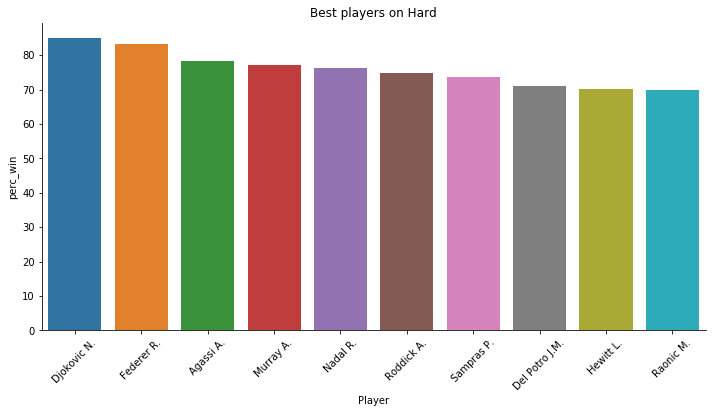 Best players on Hard
perc_win
80
70
60
50
40
30
20
10
0
Djokovic N.
Federer R.
Agassi A.
Murray A.
Nadal R.
Roddick A.
Sampras P.
Del Potro J.M.
Hewitt L.
Raonic M.
Player